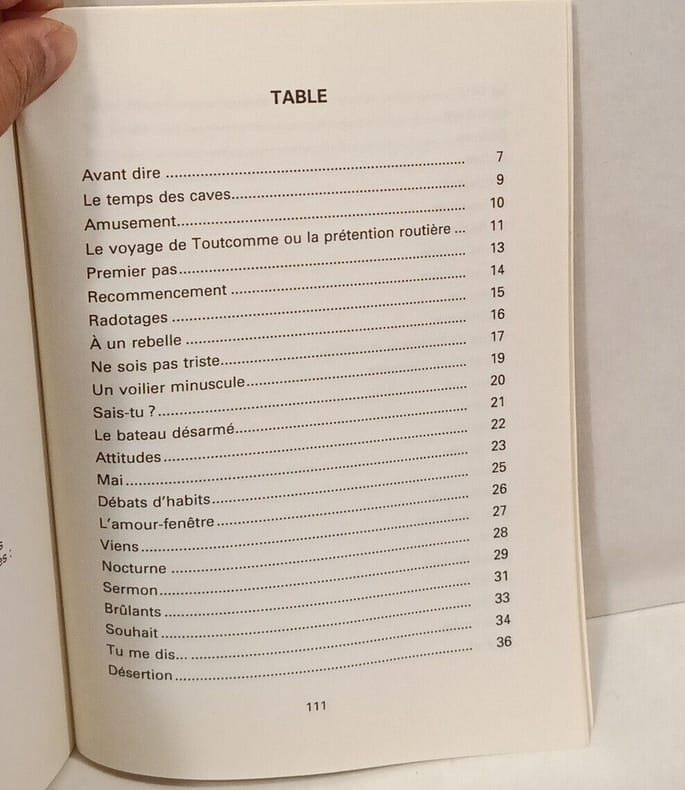 TABLE
Avant dire ........ 7
Le temps des caves ........ 9
Amusement ........ 10
Le voyage de Toutcomme ou la prétention routière ... 11
Premier pas ........ 13
Recommencement ........ 14
Radotages ........ 15
À un rebelle ........ 16
Ne sois pas triste ........ 17
Un voilier minuscule ........ 19
Sais-tu ? ........ 20
Le bateau désarmé ........ 21
Attitudes ........ 22
Mai ........ 23
Débats d'habits ........ 25
L'amour-fenêtre ........ 26
Viens ........ 27
Nocturne ........ 28
Sermon ........ 29
Brûlants ........ 31
Souhait ........ 33
Tu me dis... ........ 34
Désertion ........ 36
111